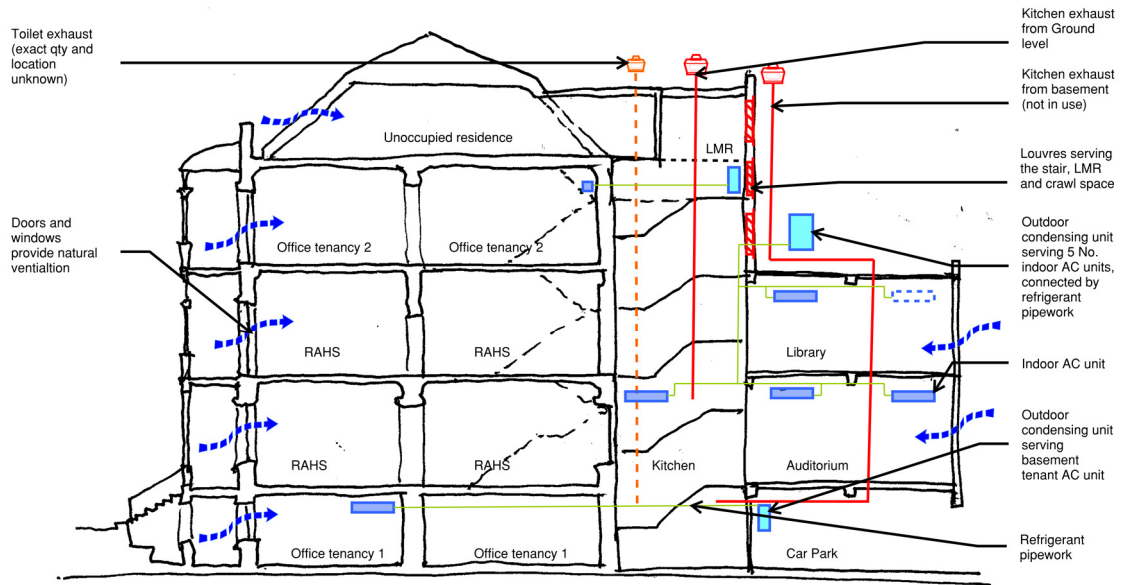 Toilet exhaust
(exact qty and
location
unknown)
Kitchen exhaust
from Ground
level
Kitchen exhaust
from basement
(not in use)
Unoccupied residence
LMR
Louvres serving
the stair, LMR
and crawl space
Doors and
windows
provide natural
ventialtion
Office tenancy 2
Office tenancy 2
Outdoor
condensing unit
serving 5 No.
indoor AC units,
connected by
refrigerant
pipework
RAHS
RAHS
Library
Indoor AC unit
RAHS
RAHS
Kitchen
Auditorium
Outdoor
condensing unit
serving
basement
tenant AC unit
Office tenancy 1
Office tenancy 1
Car Park
Refrigerant
pipework